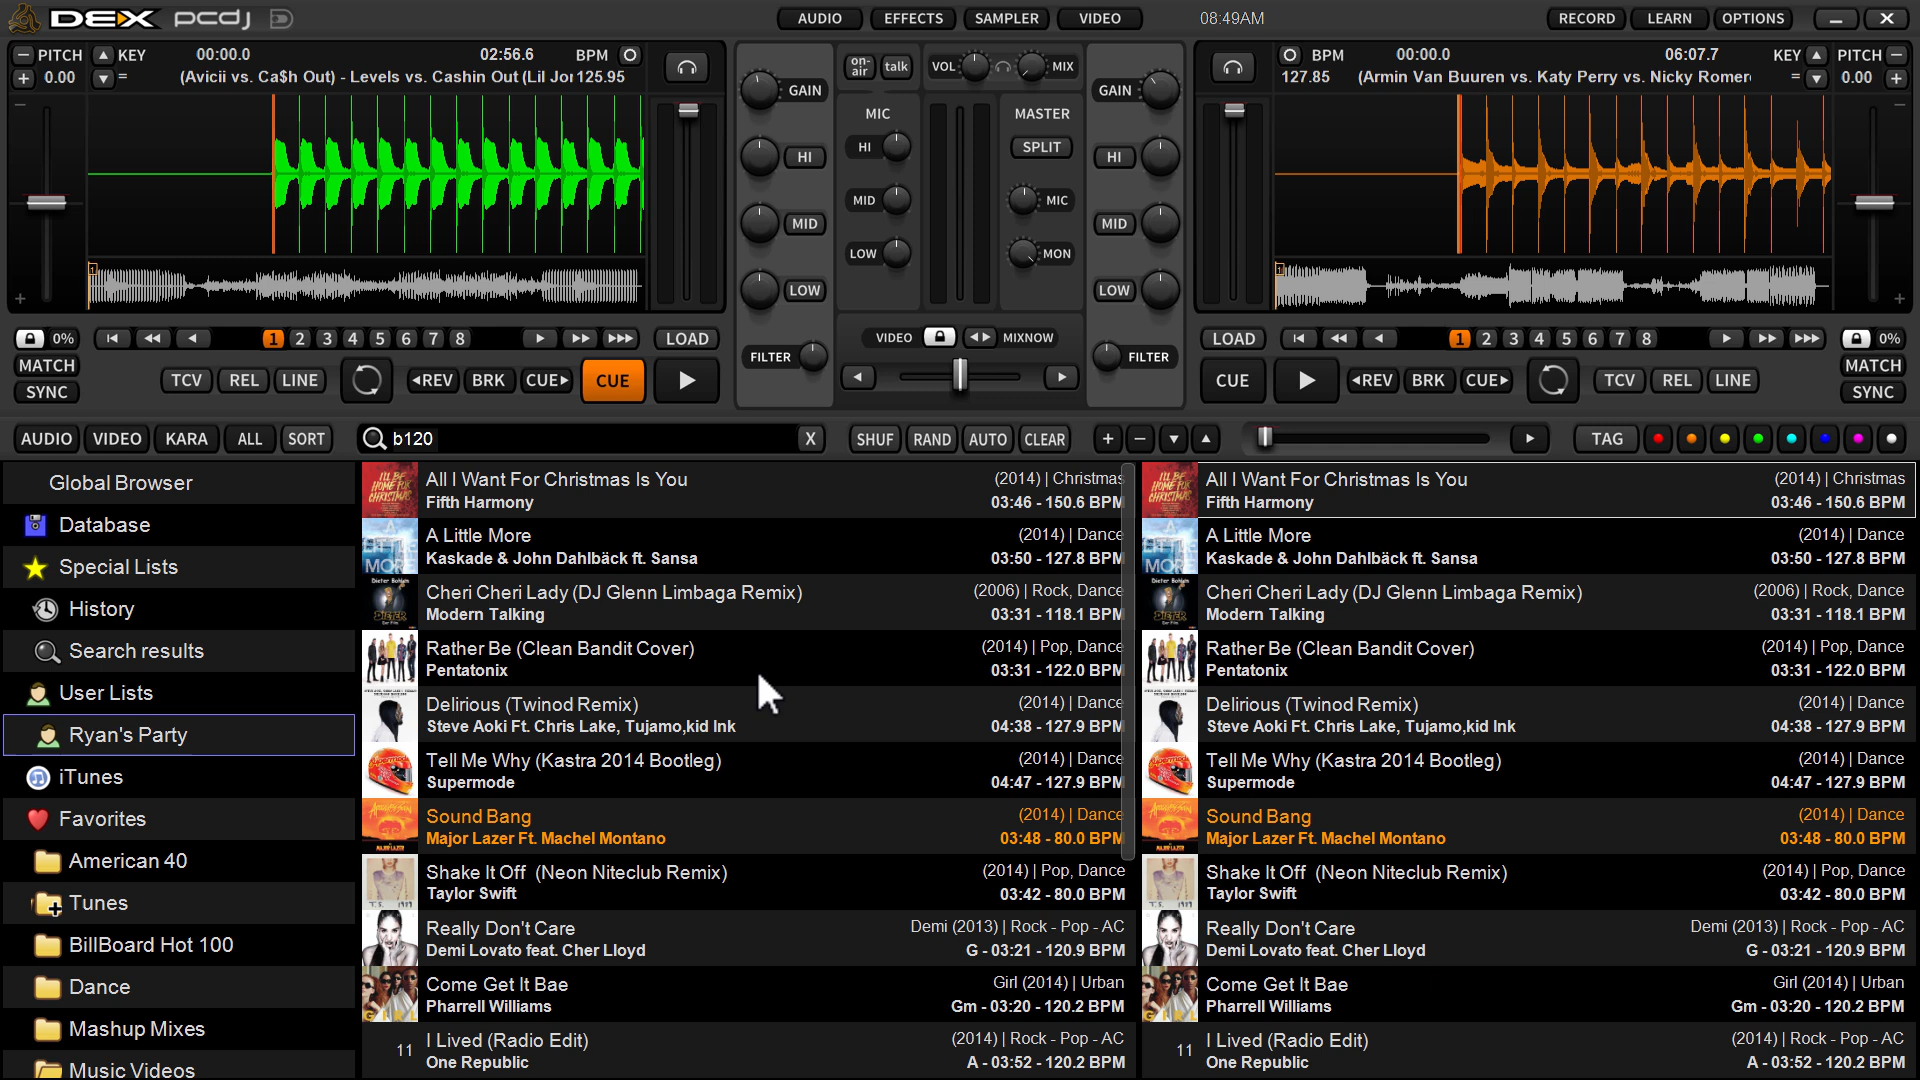 DEX pcdj
AUDIO EFFECTS SAMPLER VIDEO 08:49AM RECORD LEARN OPTIONS
PITCH KEY 00:00.0 02:56.6 BPM
0.00 = (Avicii vs. Ca$h Out) - Levels vs. Cashin Out (Lil Jor 125.95
GAIN
HI
MID
LOW
FILTER
on-air talk VOL MIX
MIC MASTER
HI SPLIT
MID MIC
LOW MON
VIDEO MIXNOW
GAIN
HI
MID
LOW
FILTER
BPM 00:00.0 06:07.7 KEY PITCH
127.85 (Armin Van Buuren vs. Katy Perry vs. Nicky Romer = 0.00
1
1
0% 1 2 3 4 5 6 7 8 LOAD
MATCH
SYNC
TCV REL LINE REV BRK CUE CUE
LOAD 1 2 3 4 5 6 7 8 0%
CUE REV BRK CUE TCV REL LINE
MATCH
SYNC
AUDIO VIDEO KARA ALL SORT b120 X SHUF RAND AUTO CLEAR + − TAG
Global Browser
Database
Special Lists
History
Search results
User Lists
Ryan's Party
iTunes
Favorites
American 40
Tunes
BillBoard Hot 100
Dance
Mashup Mixes
Music Videos
All I Want For Christmas Is You (2014) | Christmas
Fifth Harmony 03:46 - 150.6 BPM
A Little More (2014) | Dance
Kaskade & John Dahlbäck ft. Sansa 03:50 - 127.8 BPM
Cheri Cheri Lady (DJ Glenn Limbaga Remix) (2006) | Rock, Dance
Modern Talking 03:31 - 118.1 BPM
Rather Be (Clean Bandit Cover) (2014) | Pop, Dance
Pentatonix 03:31 - 122.0 BPM
Delirious (Twinod Remix) (2014) | Dance
Steve Aoki Ft. Chris Lake, Tujamo,kid Ink 04:38 - 127.9 BPM
Tell Me Why (Kastra 2014 Bootleg) (2014) | Dance
Supermode 04:47 - 127.9 BPM
Sound Bang (2014) | Dance
Major Lazer Ft. Machel Montano 03:48 - 80.0 BPM
Shake It Off (Neon Niteclub Remix) (2014) | Pop, Dance
Taylor Swift 03:42 - 80.0 BPM
Really Don't Care Demi (2013) | Rock - Pop - AC
Demi Lovato feat. Cher Lloyd G - 03:21 - 120.9 BPM
Come Get It Bae Girl (2014) | Urban
Pharrell Williams Gm - 03:20 - 120.2 BPM
11 I Lived (Radio Edit) (2014) | Rock - Pop - AC
One Republic A - 03:52 - 120.2 BPM
All I Want For Christmas Is You (2014) | Christmas
Fifth Harmony 03:46 - 150.6 BPM
A Little More (2014) | Dance
Kaskade & John Dahlbäck ft. Sansa 03:50 - 127.8 BPM
Cheri Cheri Lady (DJ Glenn Limbaga Remix) (2006) | Rock, Dance
Modern Talking 03:31 - 118.1 BPM
Rather Be (Clean Bandit Cover) (2014) | Pop, Dance
Pentatonix 03:31 - 122.0 BPM
Delirious (Twinod Remix) (2014) | Dance
Steve Aoki Ft. Chris Lake, Tujamo,kid Ink 04:38 - 127.9 BPM
Tell Me Why (Kastra 2014 Bootleg) (2014) | Dance
Supermode 04:47 - 127.9 BPM
Sound Bang (2014) | Dance
Major Lazer Ft. Machel Montano 03:48 - 80.0 BPM
Shake It Off (Neon Niteclub Remix) (2014) | Pop, Dance
Taylor Swift 03:42 - 80.0 BPM
Really Don't Care Demi (2013) | Rock - Pop - AC
Demi Lovato feat. Cher Lloyd G - 03:21 - 120.9 BPM
Come Get It Bae Girl (2014) | Urban
Pharrell Williams Gm - 03:20 - 120.2 BPM
11 I Lived (Radio Edit) (2014) | Rock - Pop - AC
One Republic A - 03:52 - 120.2 BPM